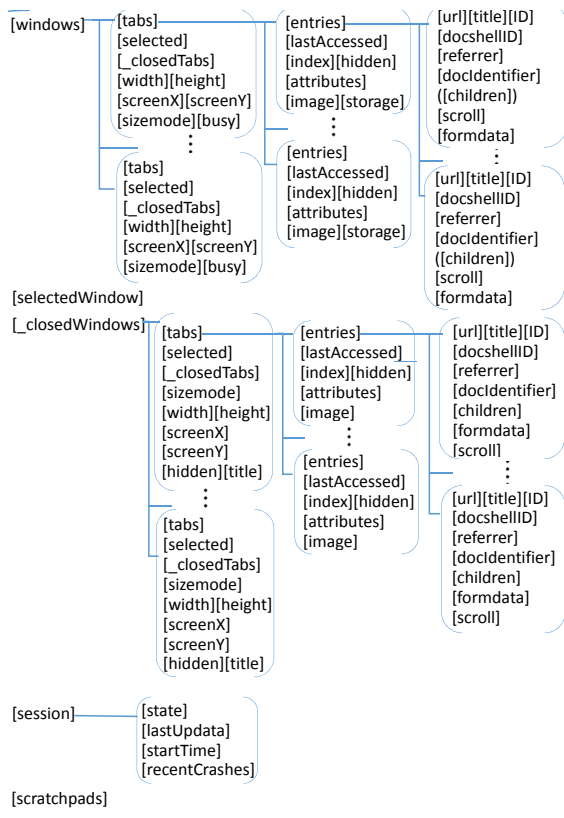 [windows]
[tabs]
[selected]
[_closedTabs]
[width][height]
[screenX][screenY]
[sizemode][busy]
[tabs]
[selected]
[_closedTabs]
[width][height]
[screenX][screenY]
[sizemode][busy]
[entries]
[lastAccessed]
[index][hidden]
[attributes]
[image][storage]
[entries]
[lastAccessed]
[index][hidden]
[attributes]
[image][storage]
[url][title][ID]
[docshellID]
[referrer]
[docIdentifier]
([children])
[scroll]
[formdata]
[url][title][ID]
[docshellID]
[referrer]
[docIdentifier]
([children])
[scroll]
[formdata]
[selectedWindow]
[_closedWindows]
[tabs]
[selected]
[_closedTabs]
[sizemode]
[width][height]
[screenX]
[screenY]
[hidden][title]
[tabs]
[selected]
[_closedTabs]
[sizemode]
[width][height]
[screenX]
[screenY]
[hidden][title]
[entries]
[lastAccessed]
[index][hidden]
[attributes]
[image]
[entries]
[lastAccessed]
[index][hidden]
[attributes]
[image]
[url][title][ID]
[docshellID]
[referrer]
[docIdentifier]
[children]
[formdata]
[scroll]
[url][title][ID]
[docshellID]
[referrer]
[docIdentifier]
[children]
[formdata]
[scroll]
[session]
[state]
[lastUpdata]
[startTime]
[recentCrashes]
[scratchpads]